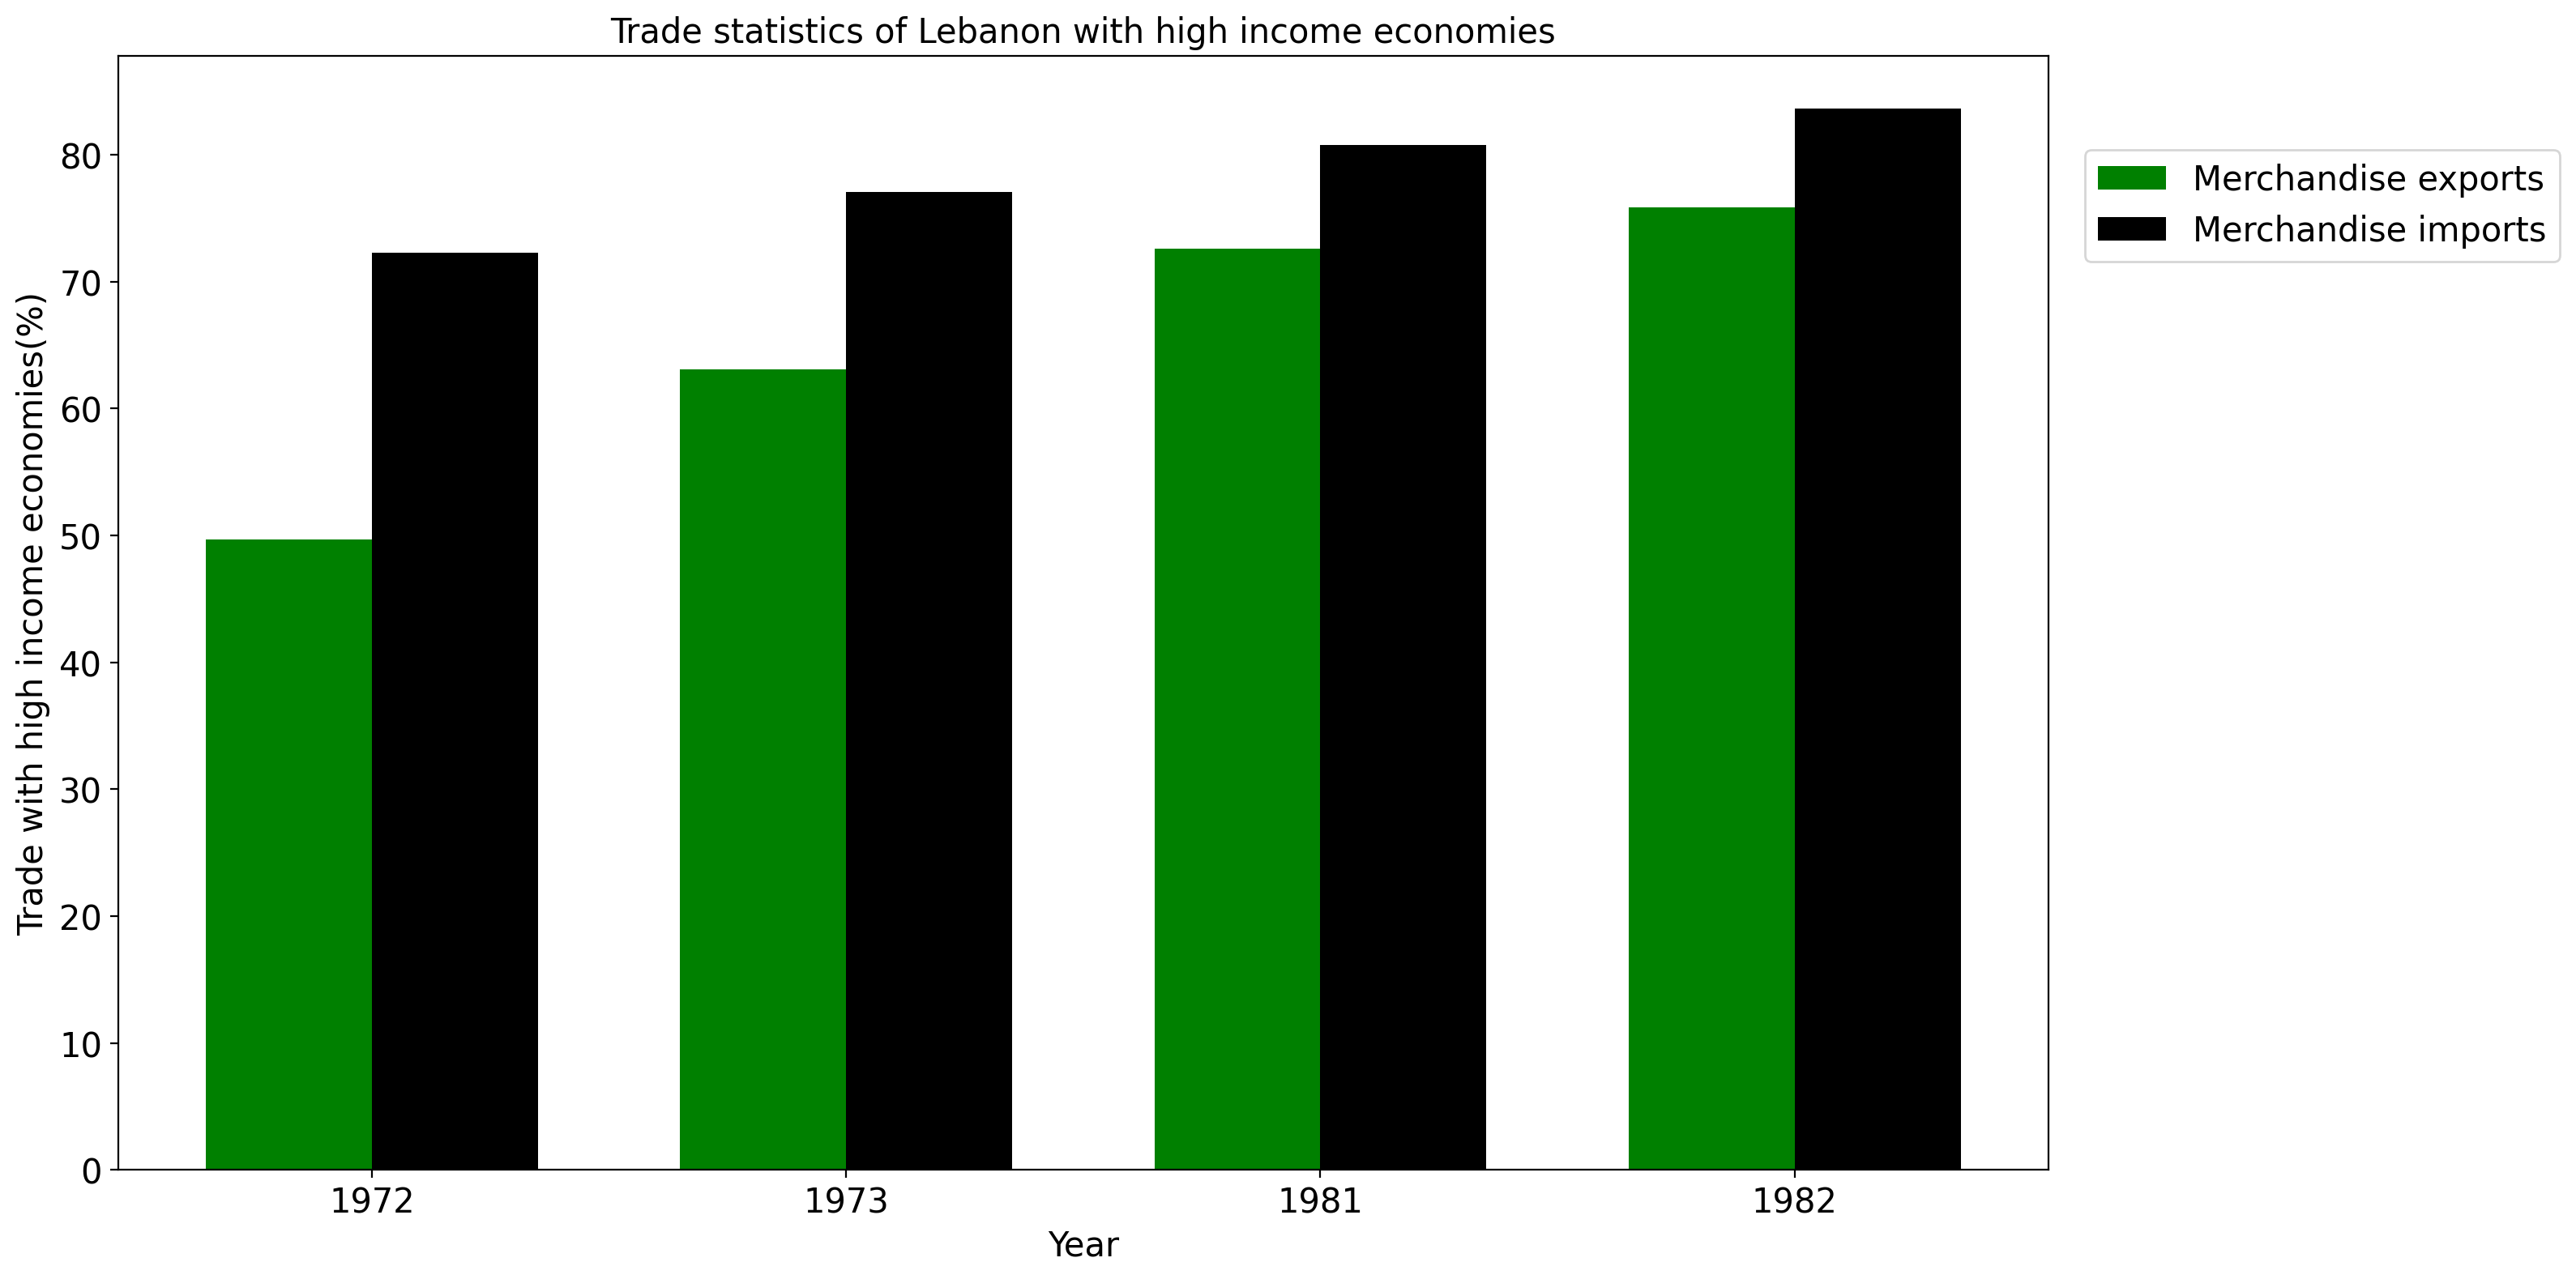 Trade statistics of Lebanon with high income economies
Trade with high income economies(%)
80
70
60
50
40
30
20
10
0
1972 1973 1981 1982
Year
Merchandise exports
Merchandise imports